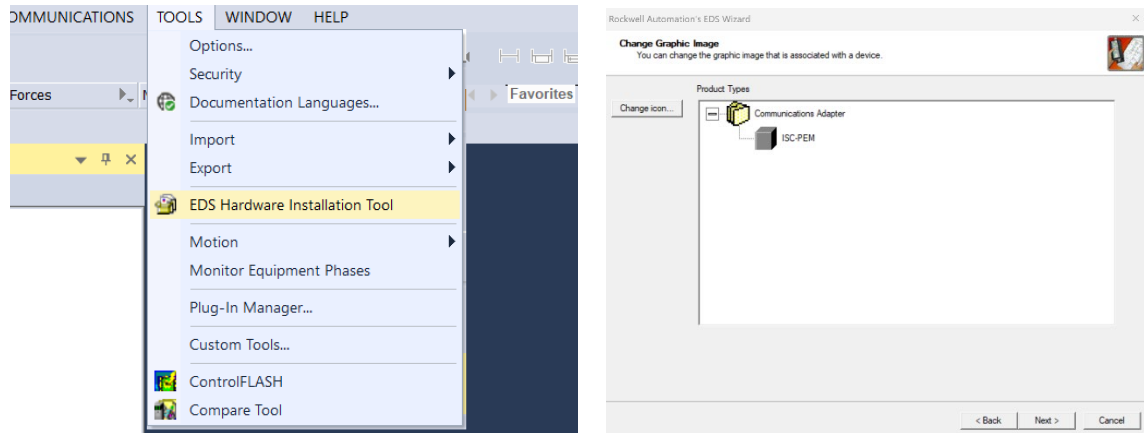 OMMUNICATIONS TOOLS WINDOW HELP
Options...
Security
Forces
Favorites
Documentation Languages...
Import
Export
EDS Hardware Installation Tool
Motion
Monitor Equipment Phases
Plug-In Manager...
Custom Tools...
ControlFLASH
Compare Tool
Rockwell Automation's EDS Wizard
Change Graphic Image
You can change the graphic image that is associated with a device.
Product Types
Change icon...
Communications Adapter
ISC-PEM
< Back Next > Cancel